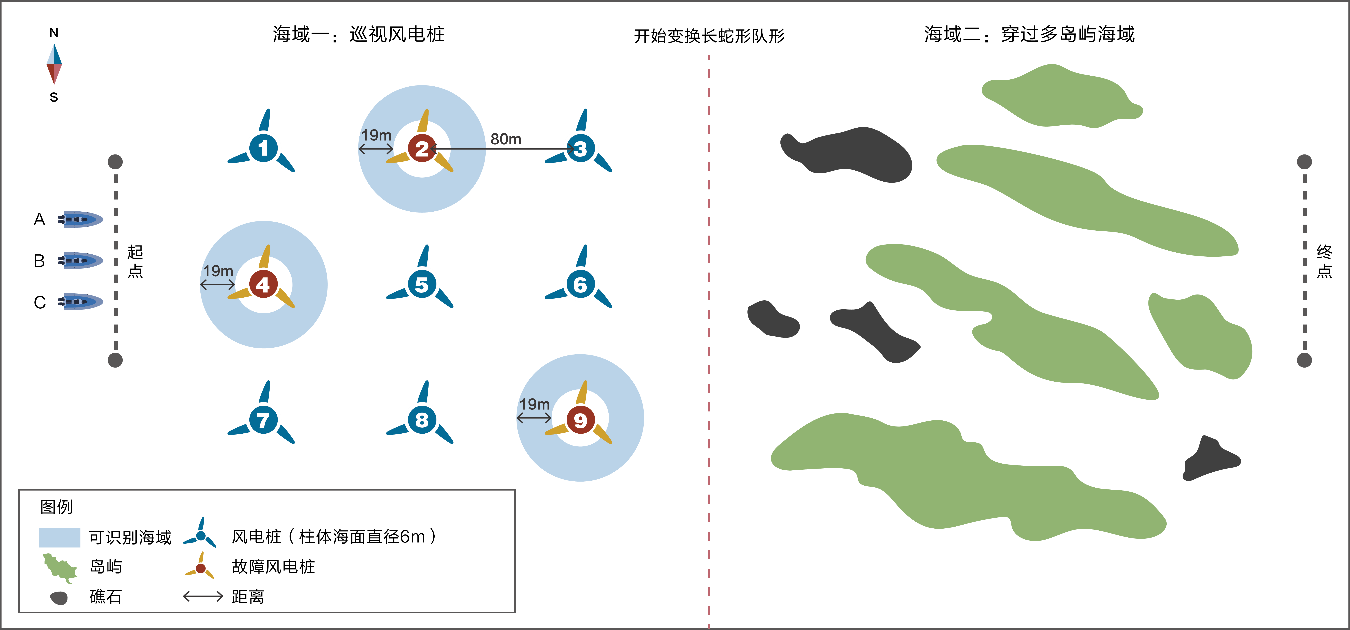 N
S
海域一：巡视风电桩
开始变换长蛇形队形
海域二：穿过多岛屿海域
1
19m
2
80m
3
A
B
C
起点
19m
4
5
6
终点
7
8
19m
9
图例
可识别海域
风电桩（柱体海面直径6m）
岛屿
故障风电桩
礁石
距离